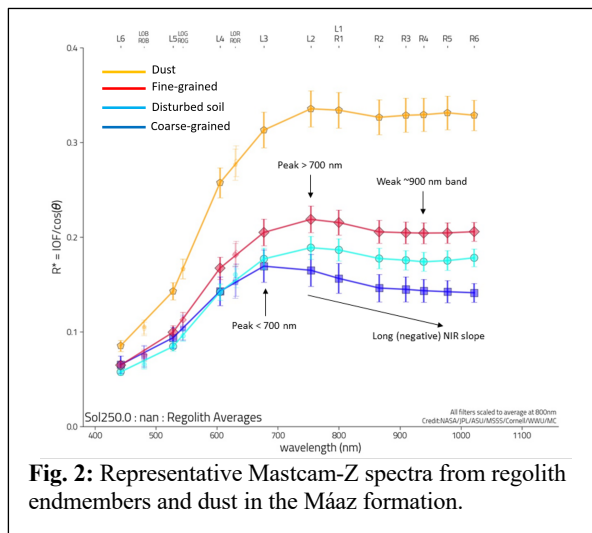 L6 L0B R0B L5 L0G R0G L4 L0R R0R L3 L2 L1 R1 R2 R3 R4 R5 R6
0.4
Dust
Fine-grained
Disturbed soil
Coarse-grained
0.3
Peak > 700 nm
Weak ~900 nm band
R* = IOF/cos(θ)
0.2
Peak < 700 nm
Long (negative) NIR slope
0.1
Sol250.0 : nan : Regolith Averages
All filters scaled to average at 800nm
Credit:NASA/JPL/ASU/MSSS/Cornell/WWU/MC
0.0
400 500 600 700 800 900 1000 1100
wavelength (nm)
Fig. 2: Representative Mastcam-Z spectra from regolith
endmembers and dust in the Máaz formation.